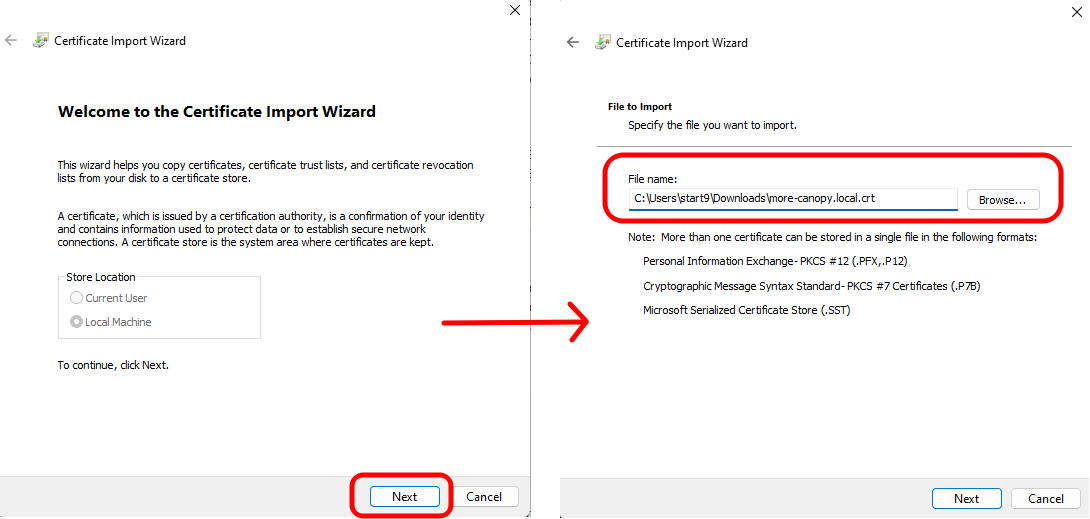 Certificate Import Wizard
Welcome to the Certificate Import Wizard
This wizard helps you copy certificates, certificate trust lists, and certificate revocation
lists from your disk to a certificate store.
A certificate, which is issued by a certification authority, is a confirmation of your identity
and contains information used to protect data or to establish secure network
connections. A certificate store is the system area where certificates are kept.
Store Location
Current User
Local Machine
To continue, click Next.
Next
Cancel
Certificate Import Wizard
File to Import
Specify the file you want to import.
File name:
C:\Users\start9\Downloads\more-canopy.local.crt
Browse...
Note: More than one certificate can be stored in a single file in the following formats:
Personal Information Exchange- PKCS #12 (.PFX,.P12)
Cryptographic Message Syntax Standard- PKCS #7 Certificates (.P7B)
Microsoft Serialized Certificate Store (.SST)
Next
Cancel